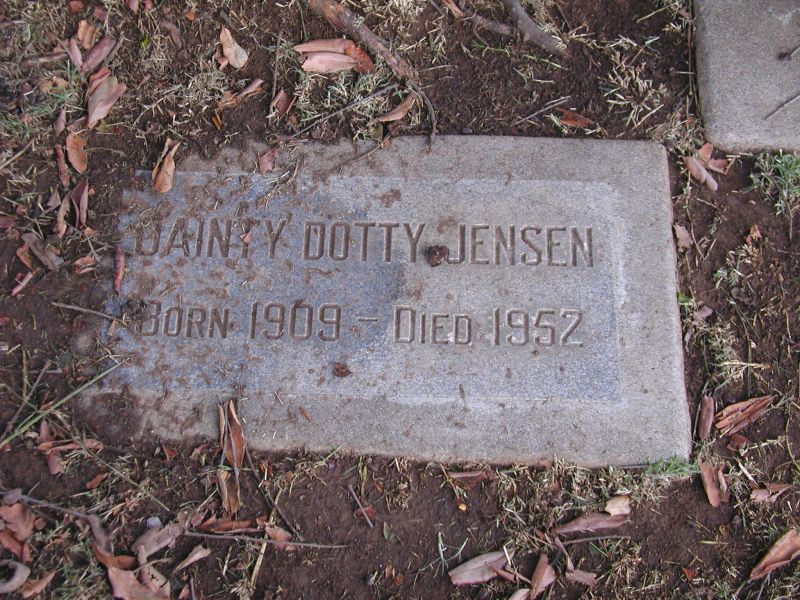 DAINTY DOTTY JENSEN
BORN 1909 – DIED 1952